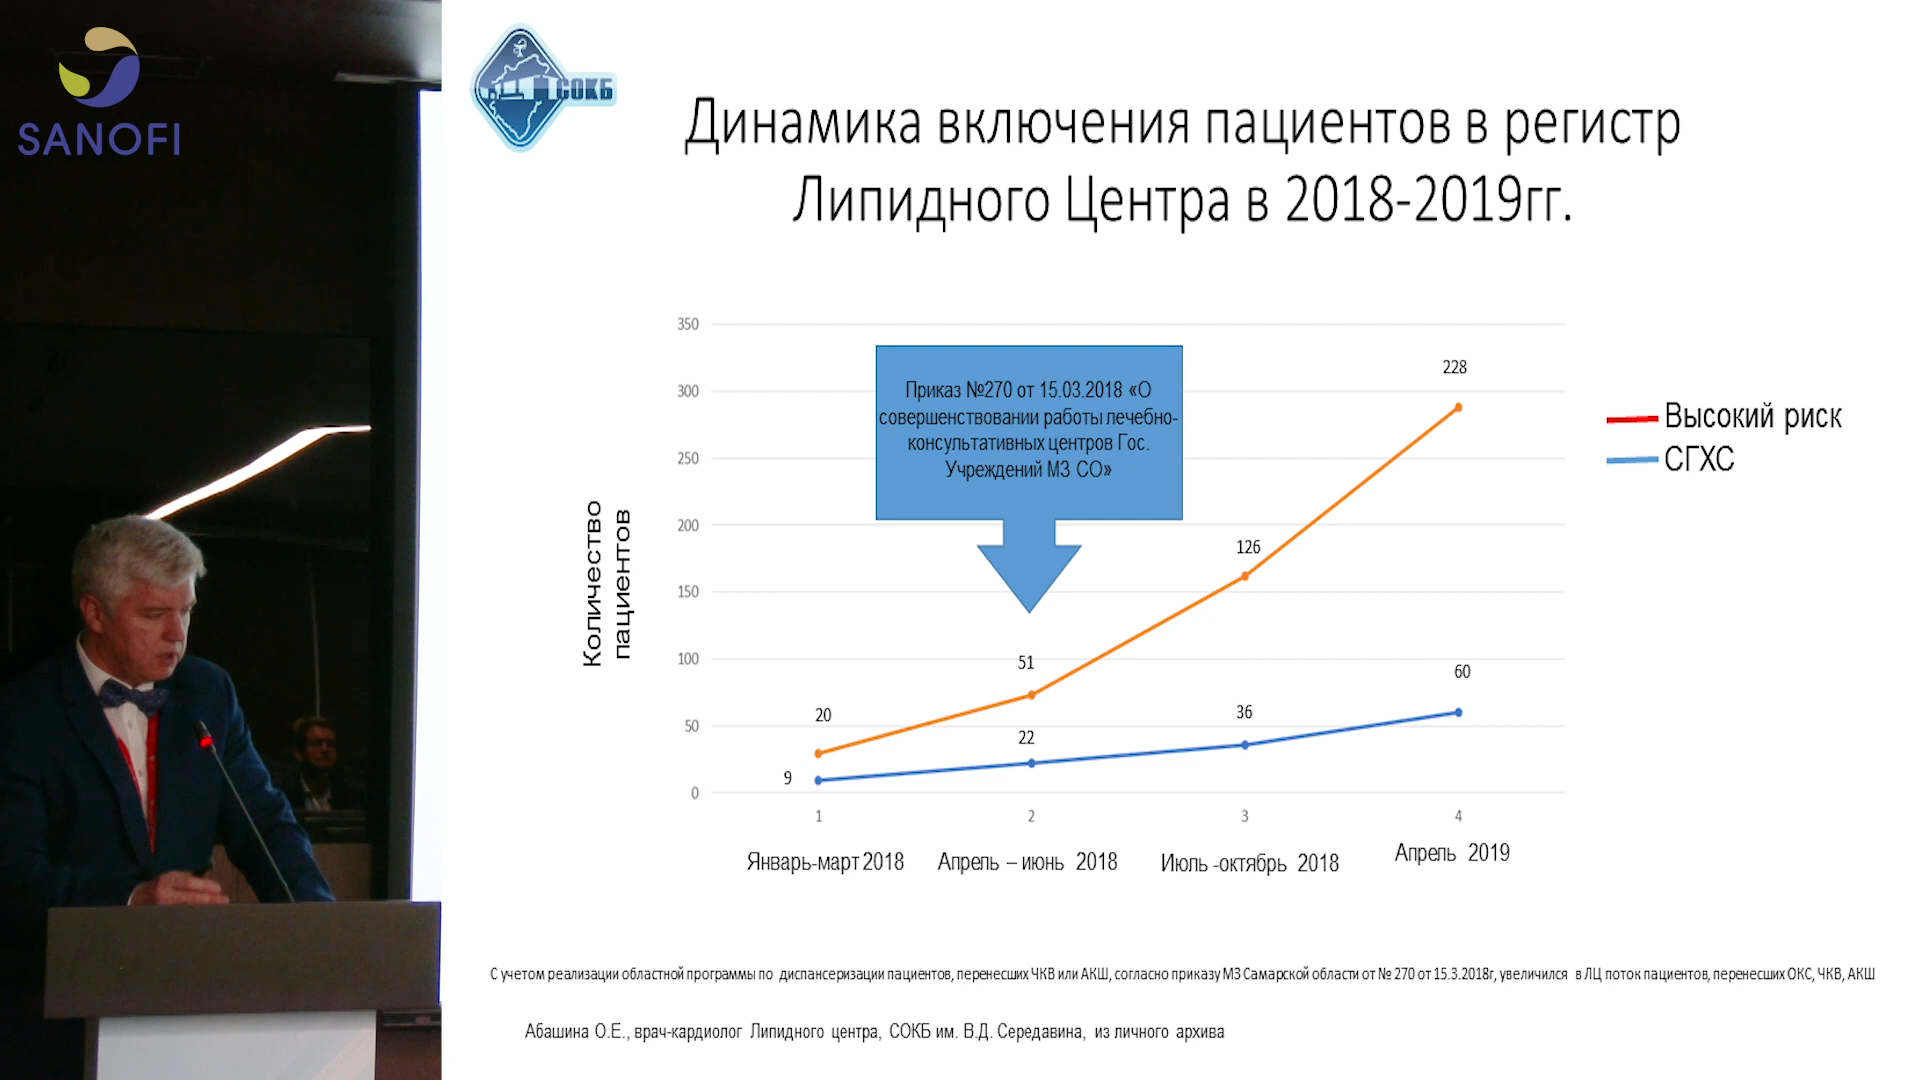 SANOFI
СОКБ
Динамика включения пациентов в регистр
Липидного Центра в 2018-2019гг.
Количество
пациентов
350
300
250
200
150
100
50
0
Приказ №270 от 15.03.2018 «О
совершенствовании работы лечебно-
консультативных центров Гос.
Учреждений МЗ СО»
228
126
51
20
60
36
22
9
Высокий риск
СГХС
1
2
3
4
Январь-март 2018
Апрель – июнь 2018
Июль -октябрь 2018
Апрель 2019
С учетом реализации областной программы по диспансеризации пациентов, перенесших ЧКВ или АКШ, согласно приказу МЗ Самарской области от № 270 от 15.3.2018г, увеличился в ЛЦ поток пациентов, перенесших ОКС, ЧКВ, АКШ
Абашина О.Е., врач-кардиолог Липидного центра, СОКБ им. В.Д. Середавина, из личного архива